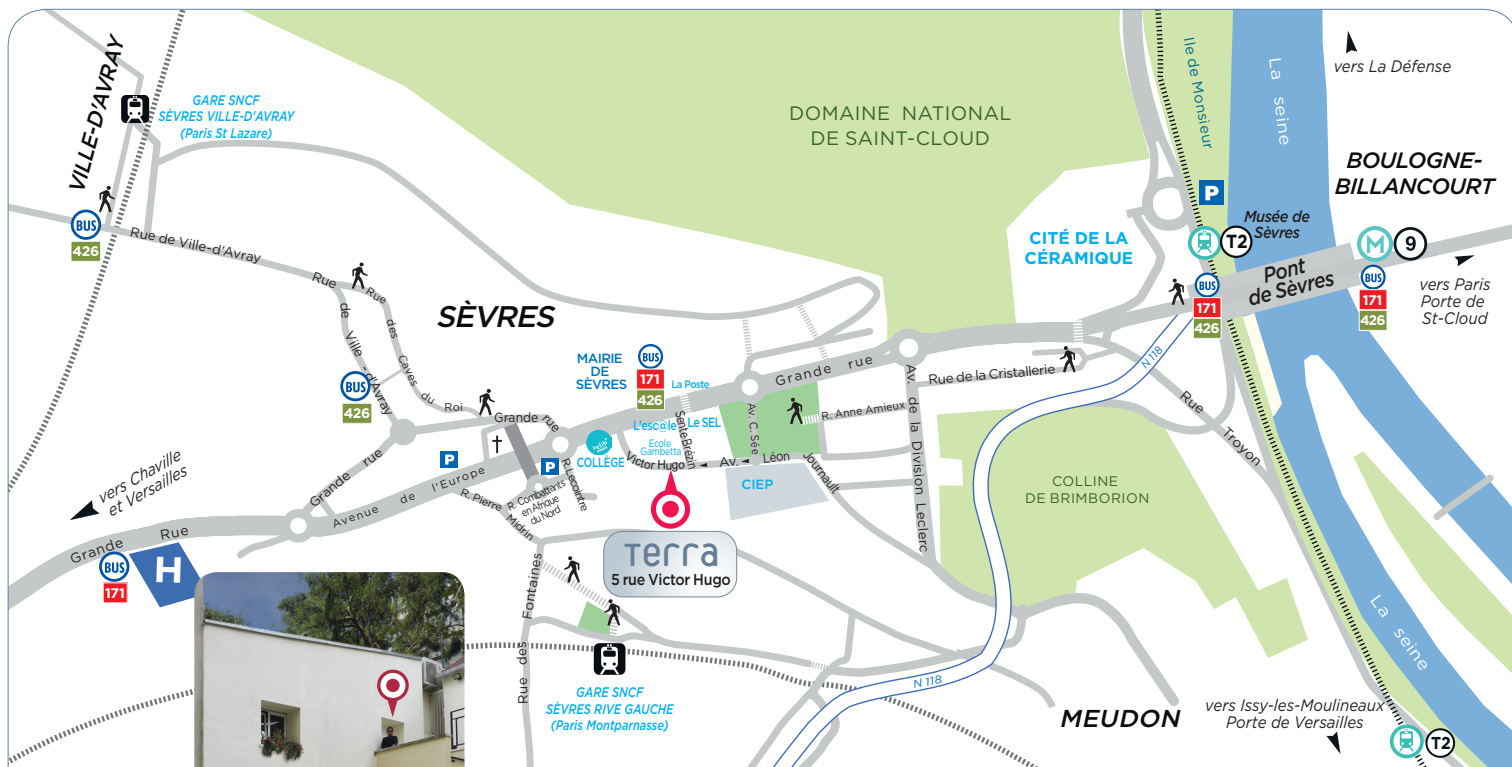 VILLE-D'AVRAY
GARE SNCF
SÈVRES VILLE-D'AVRAY
(Paris St Lazare)
BUS
426
Rue de Ville-d'Avray
DOMAINE NATIONAL
DE SAINT-CLOUD
Ile de Monsieur
La seine
vers La Défense
BOULOGNE-
BILLANCOURT
P
Musée de
Sèvres
T2
M
9
CITÉ DE LA
CÉRAMIQUE
Pont
de Sèvres
BUS
171
426
BUS
171
426
vers Paris
Porte de
St-Cloud
SÈVRES
Rue de Ville-d'Avray
Rue des Caves du Roi
BUS
426
MAIRIE
DE
SÈVRES
BUS
171
426
La Poste
Grande rue
N 118
Rue de la Cristallerie
Av. de la Division Leclerc
R. Anne Amieux
Rue Troyon
Grande rue
L'esc@le
Le SEL
Sente Brézin
Av. C. Sée
Ecole
Gambetta
COLLÈGE
Victor Hugo
Av. Léon Journault
CIEP
COLLINE
DE BRIMBORION
P
P
vers Chaville
et Versailles
Grande rue
Avenue de l'Europe
R. Lecointre
R. Combattants
en Afrique
du Nord
R. Pierre Midrin
Grande Rue
BUS
171
H
Terra
5 rue Victor Hugo
Rue des Fontaines
GARE SNCF
SÈVRES RIVE GAUCHE
(Paris Montparnasse)
N 118
La seine
MEUDON
vers Issy-les-Moulineaux
Porte de Versailles
T2